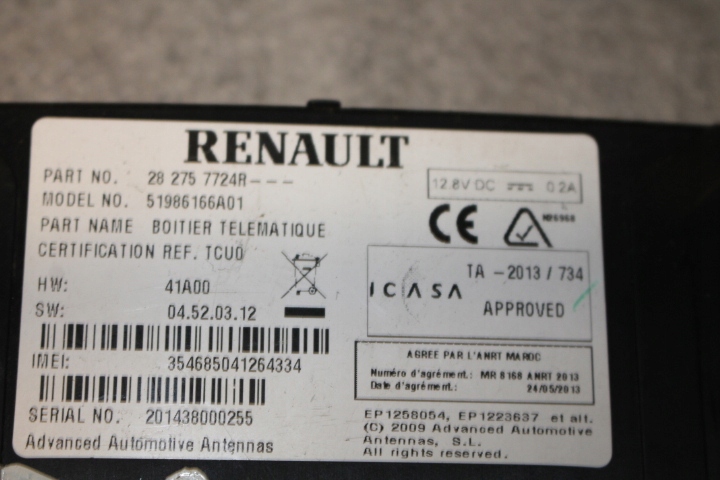 RENAULT
PART NO. 28 275 7724R---
MODEL NO. 51986166A01
PART NAME BOITIER TELEMATIQUE
CERTIFICATION REF. TCU0
HW: 41A00
SW: 04.52.03.12
IMEI: 354685041264334
SERIAL NO. 201438000255
Advanced Automotive Antennas
12.8V DC 0.2A
CE
N26968
ICASA TA - 2013 / 734
APPROVED
AGREE PAR L'ANRT MAROC
Numéro d'agrément.: MR 8168 ANRT 2013
Date d'agrément.: 24/05/2013
EP1258054, EP1223637 et alt.
(C) 2009 Advanced Automotive
Antennas, S.L.
All rights reserved.